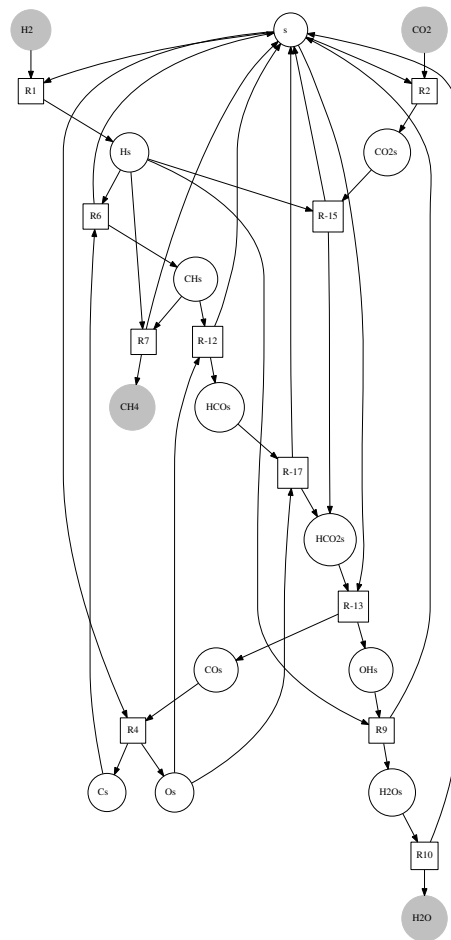 H2
s
CO2
R1
R2
Hs
CO2s
R6
R-15
CHs
R7
R-12
CH4
HCOs
R-17
HCO2s
R-13
COs
OHs
R4
R9
Cs
Os
H2Os
R10
H2O